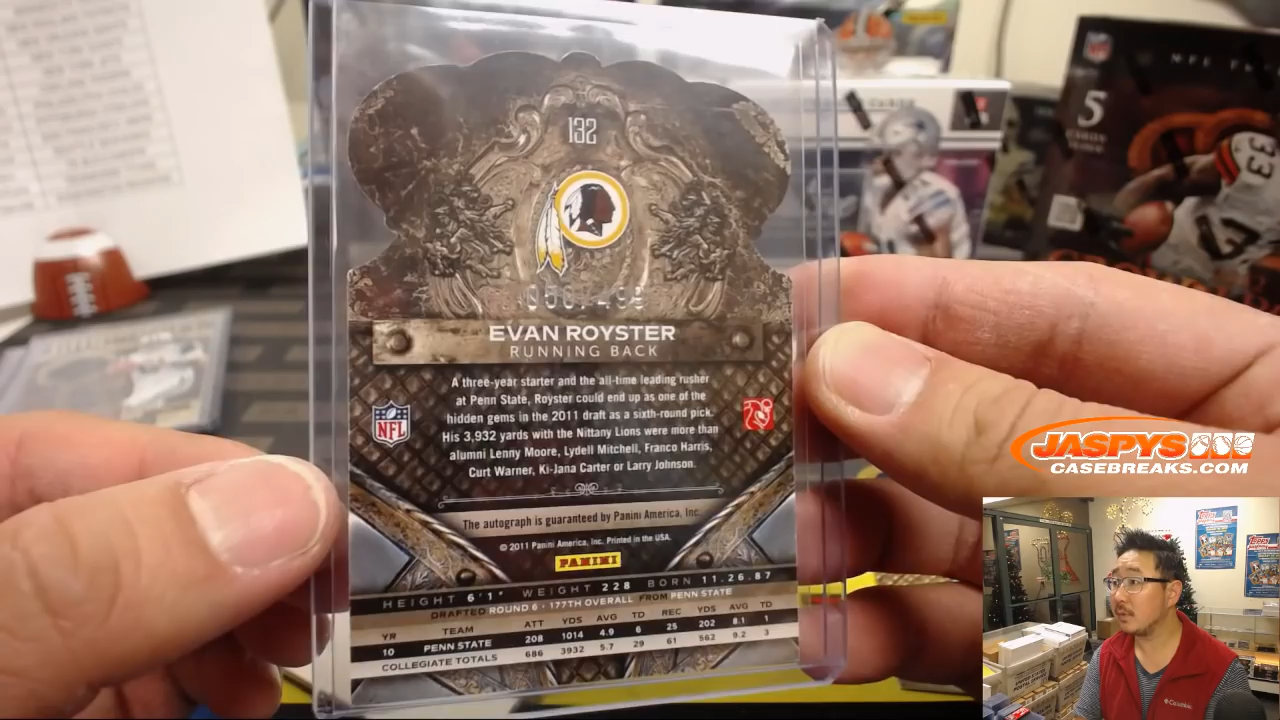 132
EVAN ROYSTER
RUNNING BACK
A three-year starter and the all-time leading rusher
at Penn State, Royster could end up as one of the
hidden gems in the 2011 draft as a sixth-round pick.
His 3,932 yards with the Nittany Lions were more than
alumni Lenny Moore, Lydell Mitchell, Franco Harris,
Curt Warner, Ki-Jana Carter or Larry Johnson.
NFL
The autograph is guaranteed by Panini America, Inc.
© 2011 Panini America, Inc. Printed in the USA.
PANINI
HEIGHT 6'1" WEIGHT 228 BORN 11.26.87
DRAFTED ROUND 6 • 177TH OVERALL FROM PENN STATE
YR TEAM ATT YDS AVG TD REC YDS AVG TD
10 PENN STATE 208 1014 4.9 6 25 202 8.1 1
COLLEGIATE TOTALS 686 3932 5.7 29 61 562 9.2 3
5
33
JASPYS
CASEBREAKS.COM
Topps
Topps
Columbia